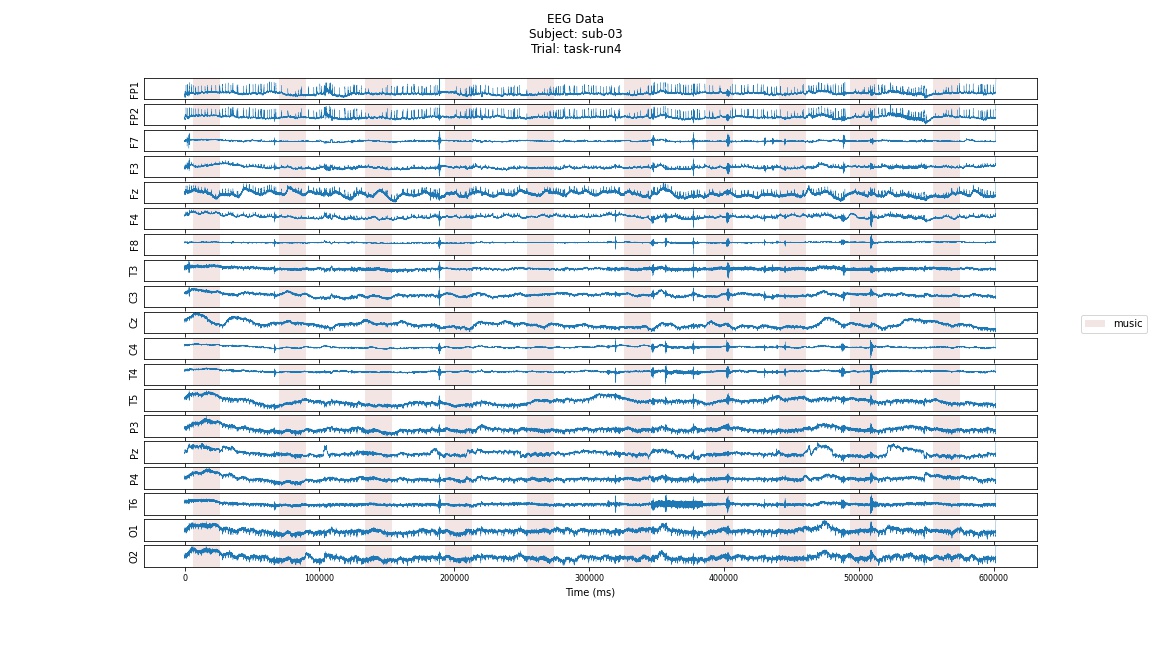 EEG Data
Subject: sub-03
Trial: task-run4
FP1
FP2
F7
F3
Fz
F4
F8
T3
C3
Cz
C4
T4
T5
P3
Pz
P4
T6
O1
O2
music
0 100000 200000 300000 400000 500000 600000
Time (ms)